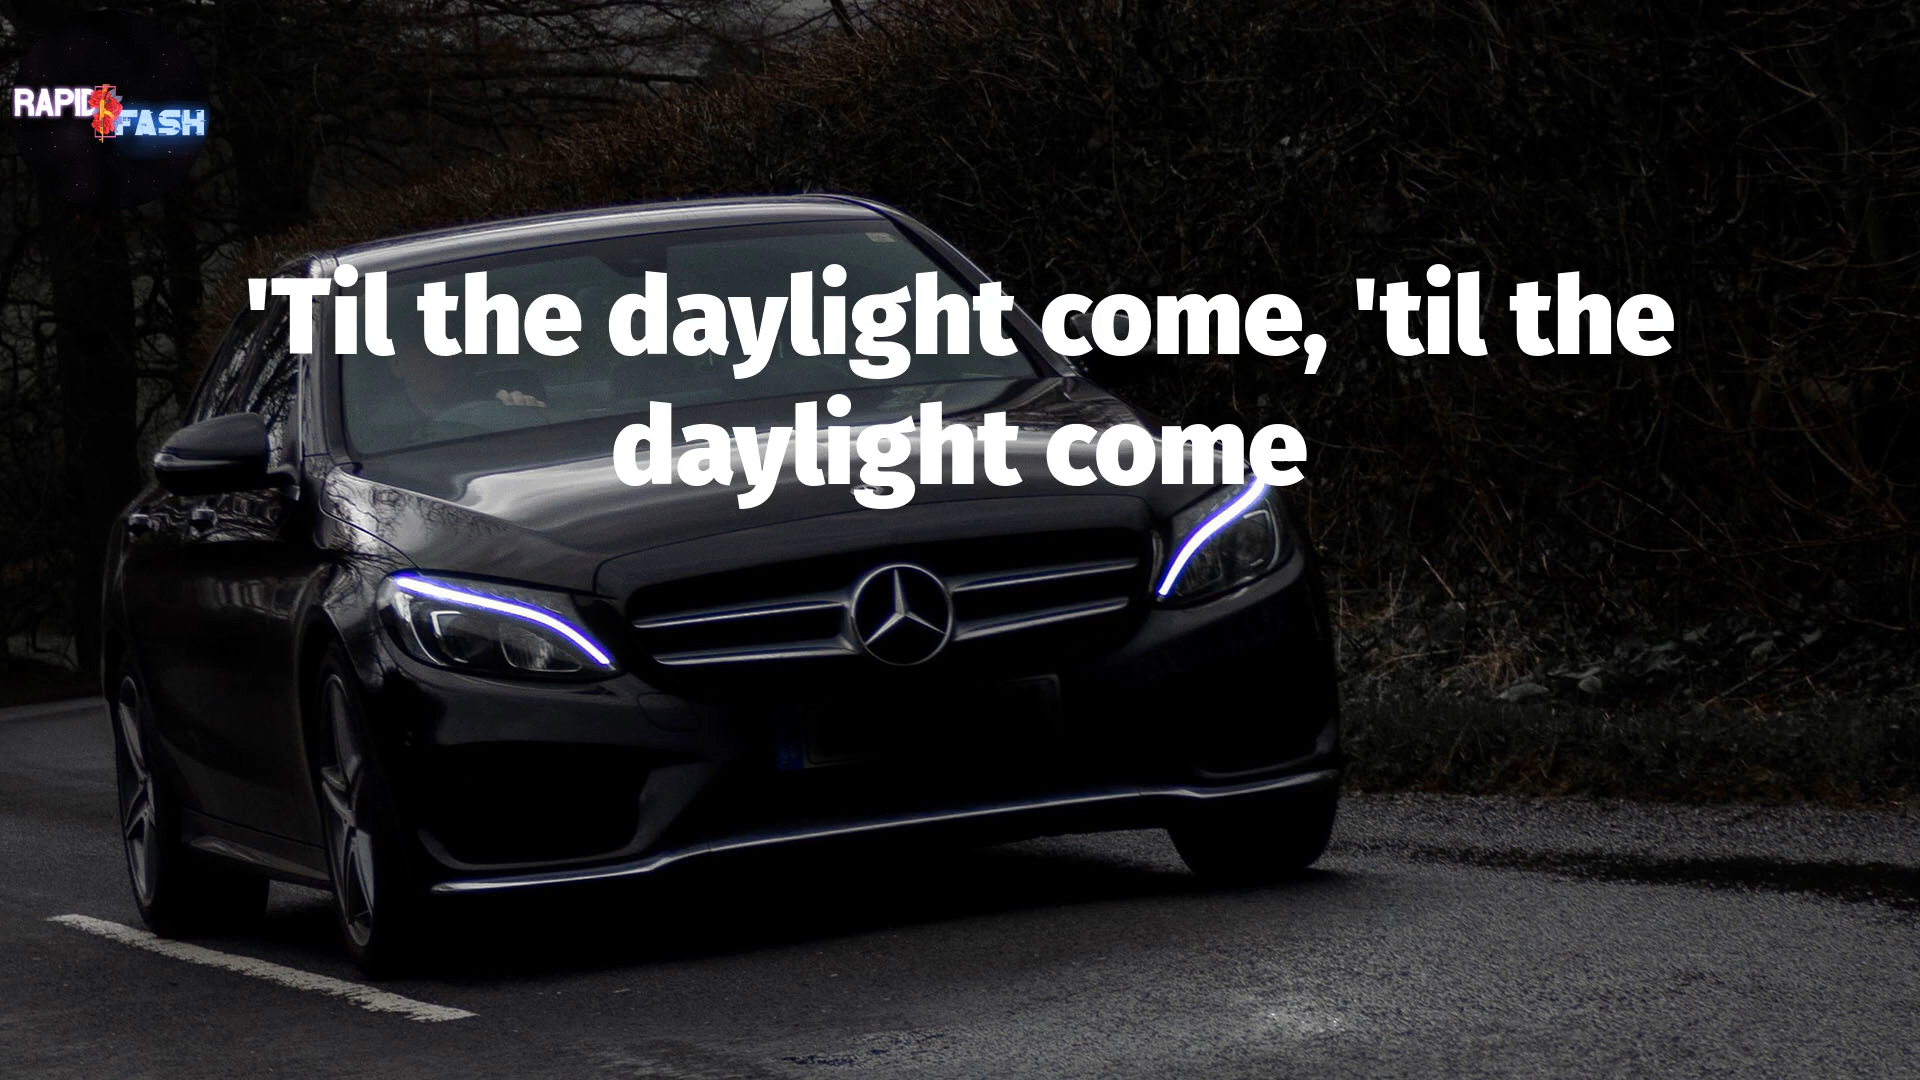 RAPID
FASH
'Til the daylight come, 'til the
daylight come